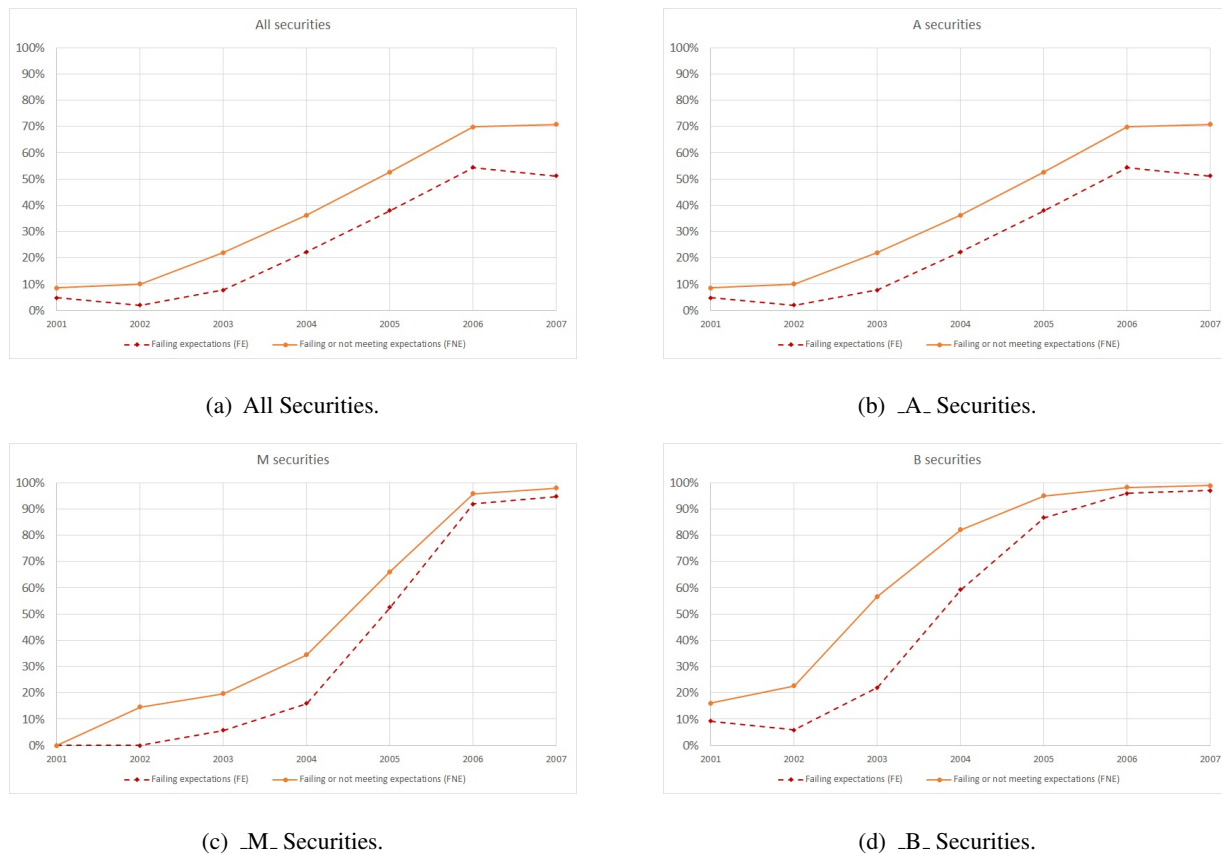 All securities
100%
90%
80%
70%
60%
50%
40%
30%
20%
10%
0%
2001 2002 2003 2004 2005 2006 2007
Failing expectations (FE) Failing or not meeting expectations (FNE)
(a) All Securities.
A securities
100%
90%
80%
70%
60%
50%
40%
30%
20%
10%
0%
2001 2002 2003 2004 2005 2006 2007
Failing expectations (FE) Failing or not meeting expectations (FNE)
(b) _A_ Securities.
M securities
100%
90%
80%
70%
60%
50%
40%
30%
20%
10%
0%
2001 2002 2003 2004 2005 2006 2007
Failing expectations (FE) Failing or not meeting expectations (FNE)
(c) _M_ Securities.
B securities
100%
90%
80%
70%
60%
50%
40%
30%
20%
10%
0%
2001 2002 2003 2004 2005 2006 2007
Failing expectations (FE) Failing or not meeting expectations (FNE)
(d) _B_ Securities.